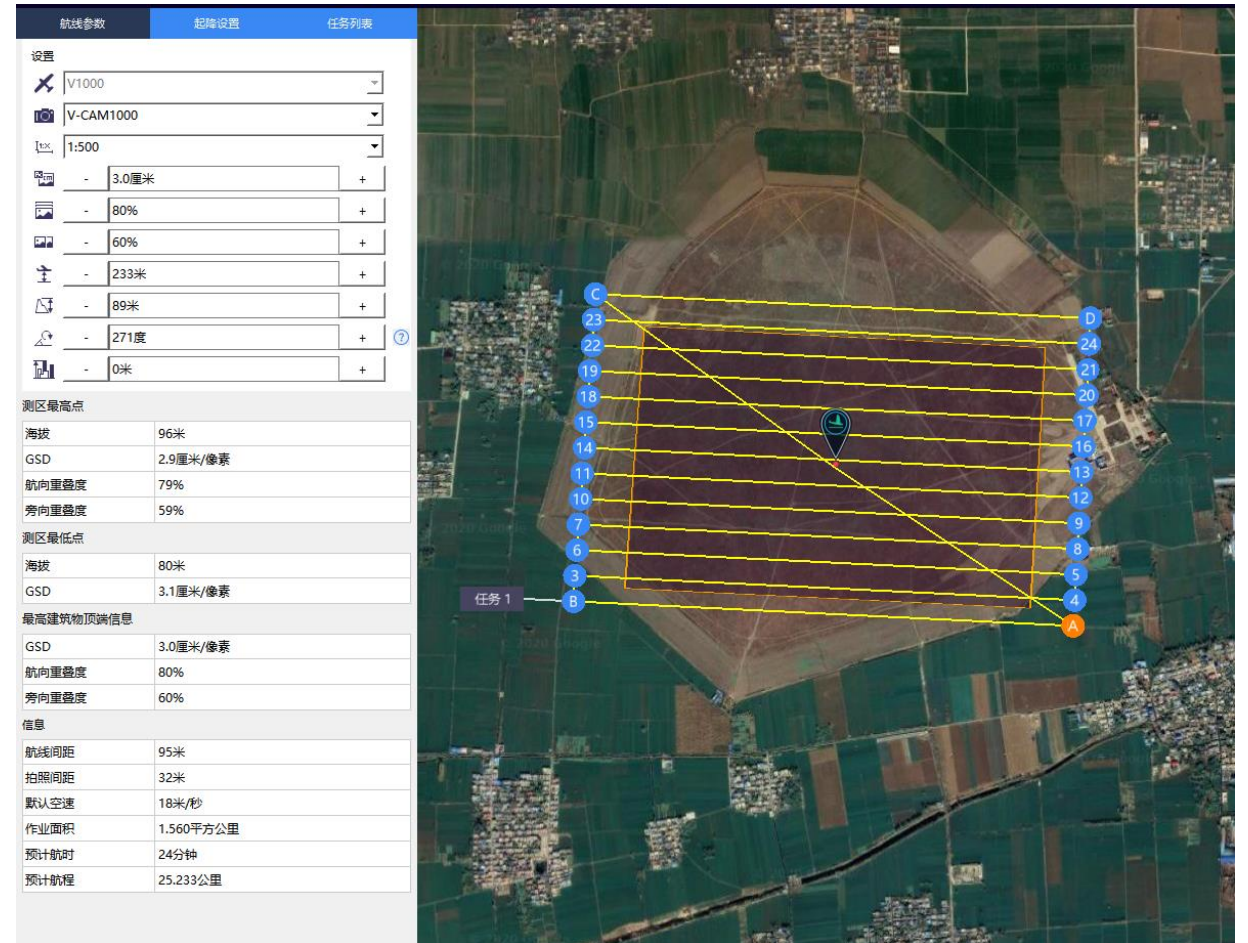 航线参数 起降设置 任务列表
设置
V1000
V-CAM1000
1:500
- 3.0厘米 +
- 80% +
- 60% +
- 233米 +
- 89米 +
- 271度 + ?
- 0米 +
测区最高点
海拔 96米
GSD 2.9厘米/像素
航向重叠度 79%
旁向重叠度 59%
测区最低点
海拔 80米
GSD 3.1厘米/像素
最高建筑物顶端信息
GSD 3.0厘米/像素
航向重叠度 80%
旁向重叠度 60%
信息
航线间距 95米
拍照间距 32米
默认空速 18米/秒
作业面积 1.560平方公里
预计航时 24分钟
预计航程 25.233公里
C
D
23
24
22
21
19
20
18
17
15
16
14
13
11
12
10
9
7
8
6
5
3
4
任务 1
B
A
© 2020 Google